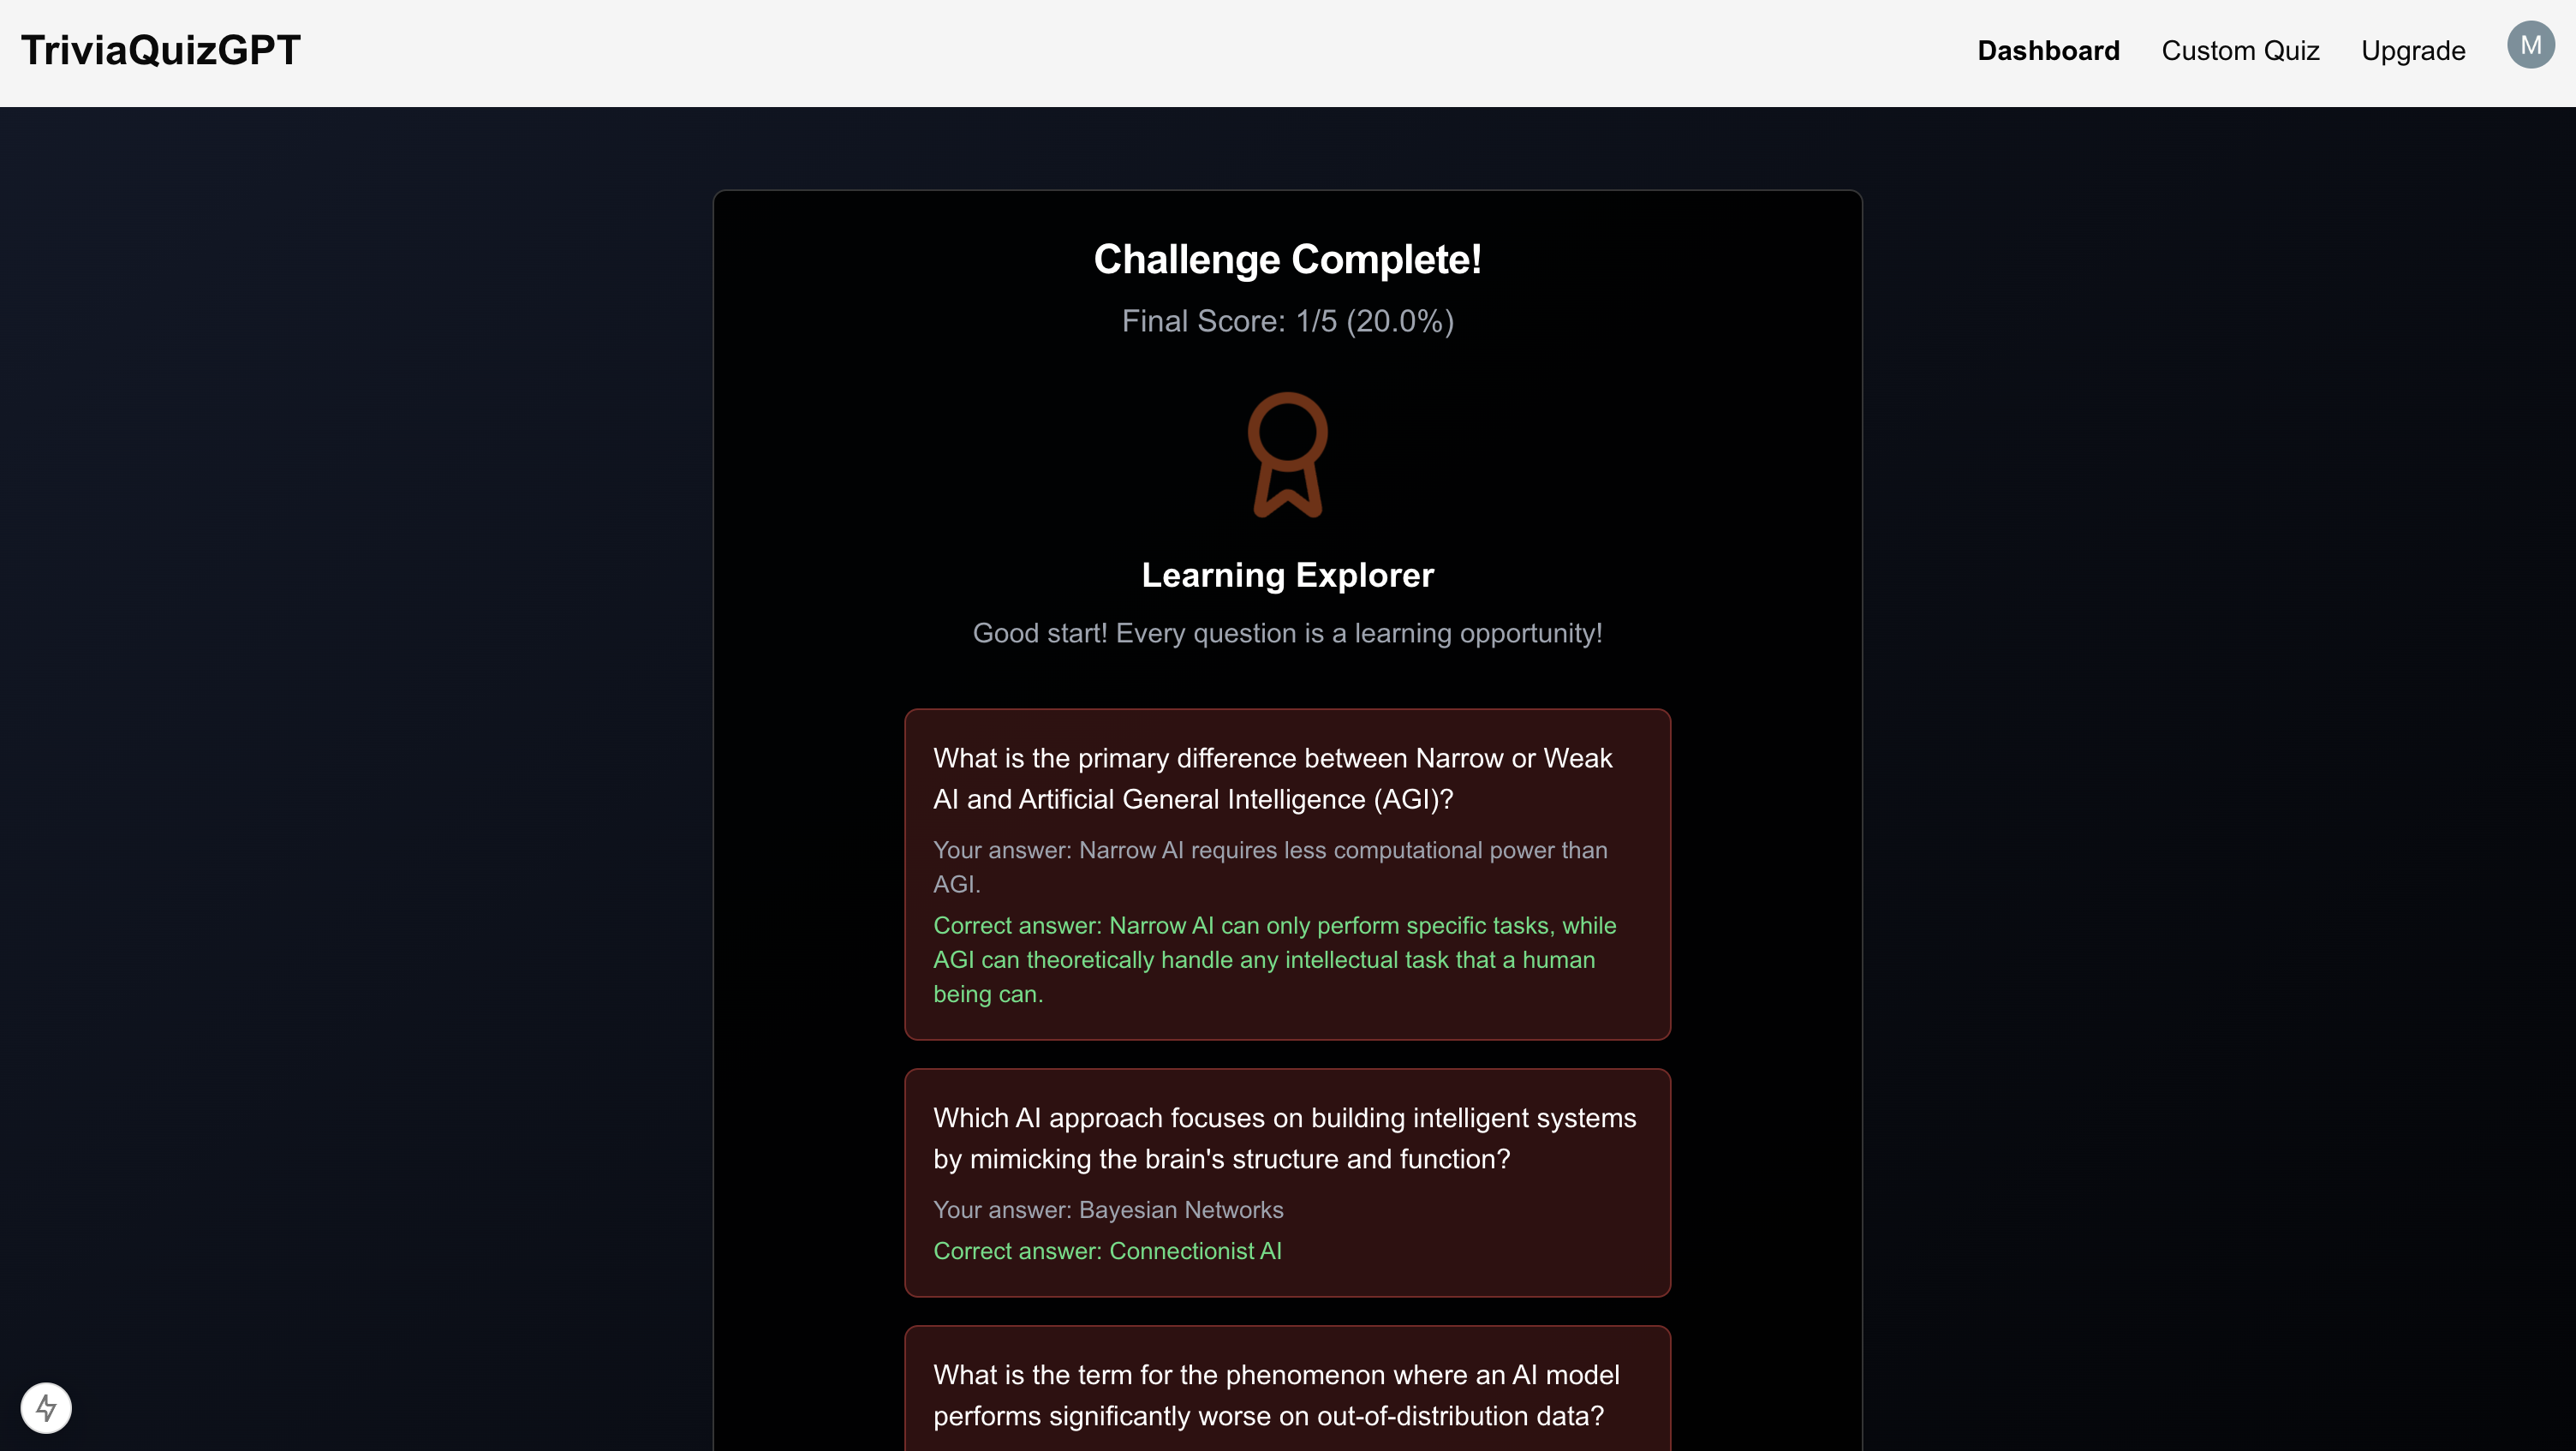 TriviaQuizGPT
Dashboard
Custom Quiz
Upgrade
M
Challenge Complete!
Final Score: 1/5 (20.0%)
Learning Explorer
Good start! Every question is a learning opportunity!
What is the primary difference between Narrow or Weak
AI and Artificial General Intelligence (AGI)?
Your answer: Narrow AI requires less computational power than
AGI.
Correct answer: Narrow AI can only perform specific tasks, while
AGI can theoretically handle any intellectual task that a human
being can.
Which AI approach focuses on building intelligent systems
by mimicking the brain's structure and function?
Your answer: Bayesian Networks
Correct answer: Connectionist AI
What is the term for the phenomenon where an AI model
performs significantly worse on out-of-distribution data?